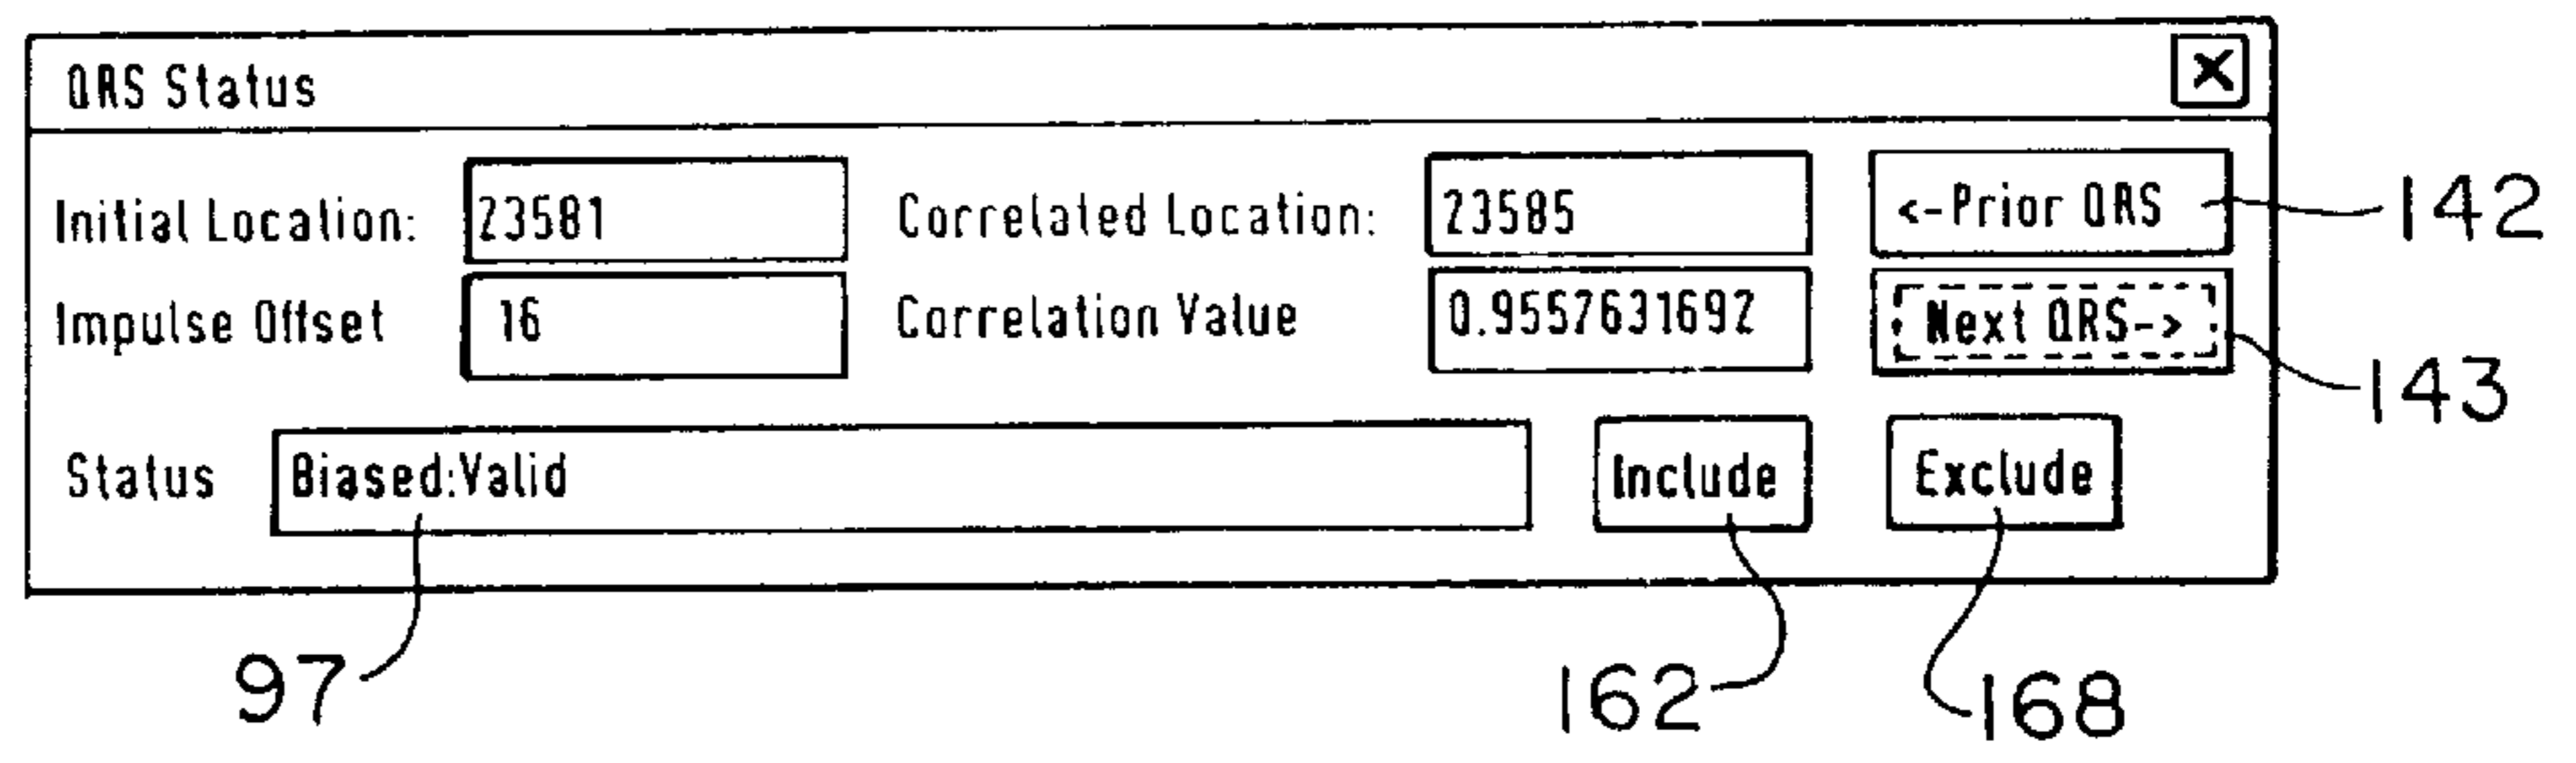 QRS Status
Initial Location: 23581 Correlated Location: 23585 <-Prior QRS 142
Impulse Offset 16 Correlation Value 0.9557631692 Next QRS-> 143
Status Biased:Valid Include Exclude
97 162 168